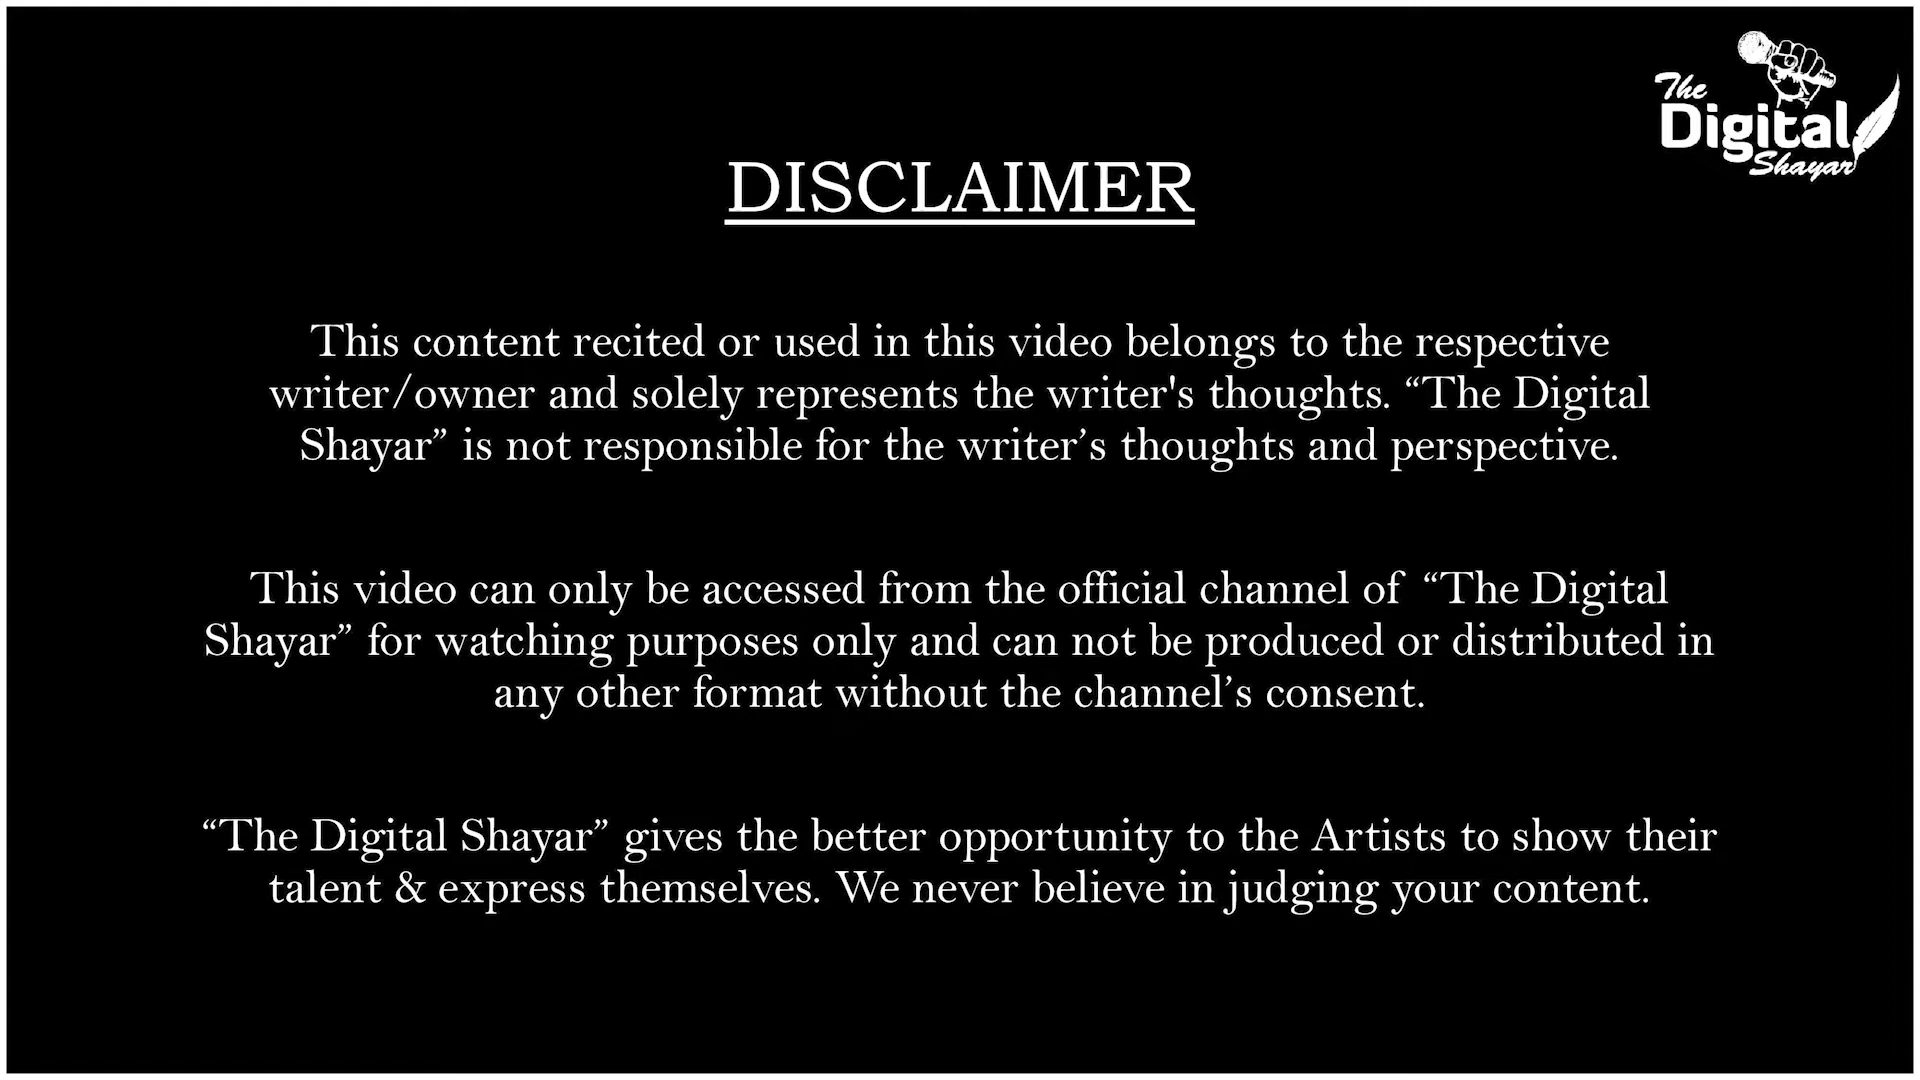 The
Digital
Shayar
DISCLAIMER
This content recited or used in this video belongs to the respective
writer/owner and solely represents the writer's thoughts. “The Digital
Shayar” is not responsible for the writer’s thoughts and perspective.
This video can only be accessed from the official channel of “The Digital
Shayar” for watching purposes only and can not be produced or distributed in
any other format without the channel’s consent.
“The Digital Shayar” gives the better opportunity to the Artists to show their
talent & express themselves. We never believe in judging your content.